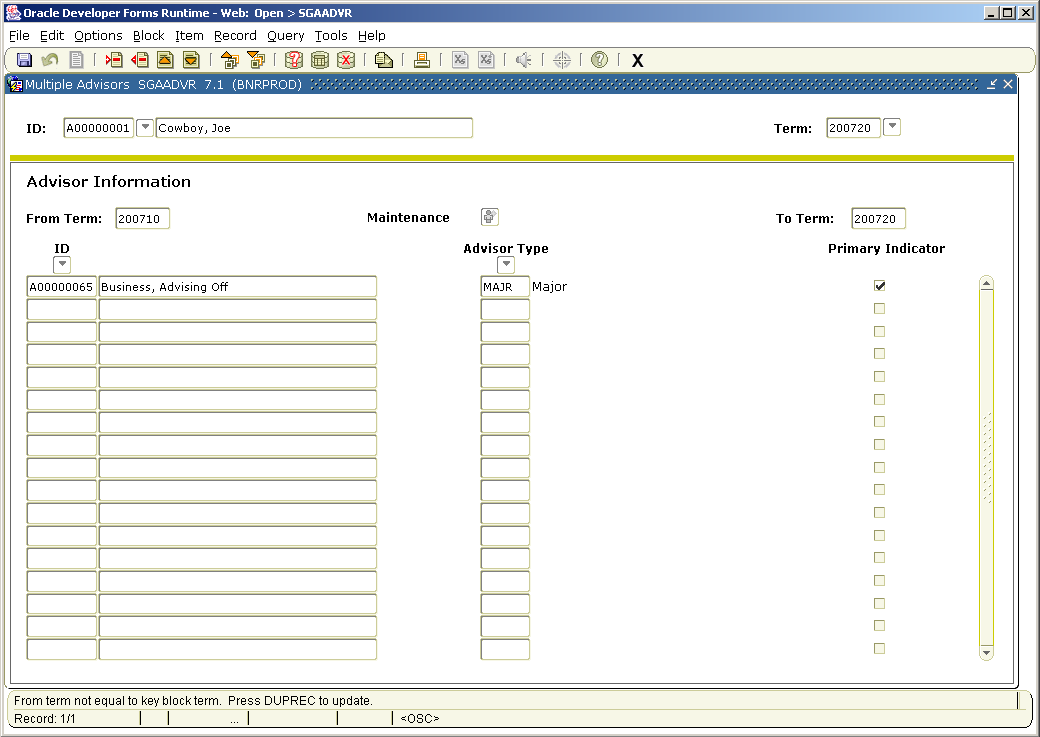 Oracle Developer Forms Runtime - Web: Open > SGAADVR
File Edit Options Block Item Record Query Tools Help
X
Multiple Advisors SGAADVR 7.1 (BNRPROD)
ID: A00000001 Cowboy, Joe Term: 200720
Advisor Information
From Term: 200710 Maintenance To Term: 200720
ID Advisor Type Primary Indicator
A00000065 Business, Advising Off MAJR Major
From term not equal to key block term. Press DUPREC to update.
Record: 1/1 ... <OSC>